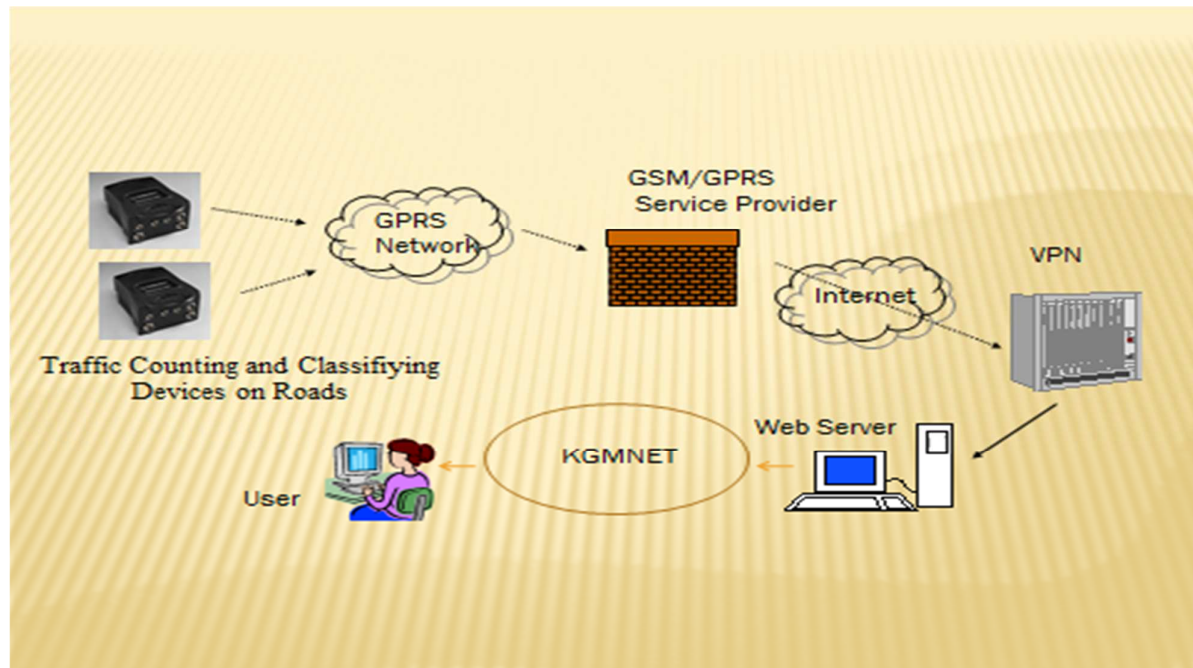 GSM/GPRS
Service Provider
GPRS
Network
VPN
Internet
Traffic Counting and Classifiying
Devices on Roads
Web Server
KGMNET
User